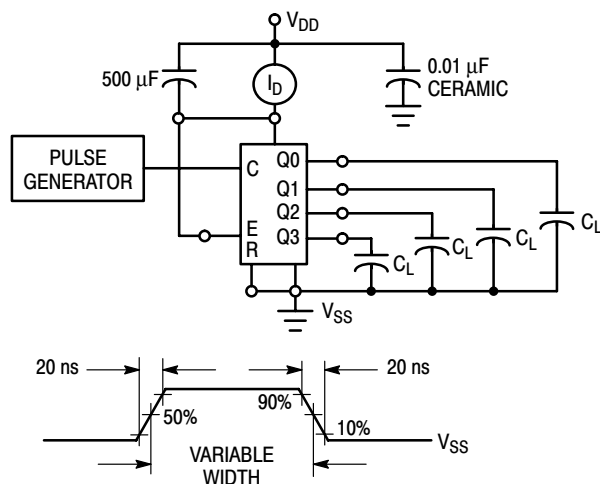 V_DD
500 µF
I_D
0.01 µF
CERAMIC
PULSE
GENERATOR
C
Q0
Q1
Q2
E
Q3
R
C_L
C_L
C_L
C_L
V_SS
20 ns
20 ns
50%
90%
10%
V_SS
VARIABLE
WIDTH